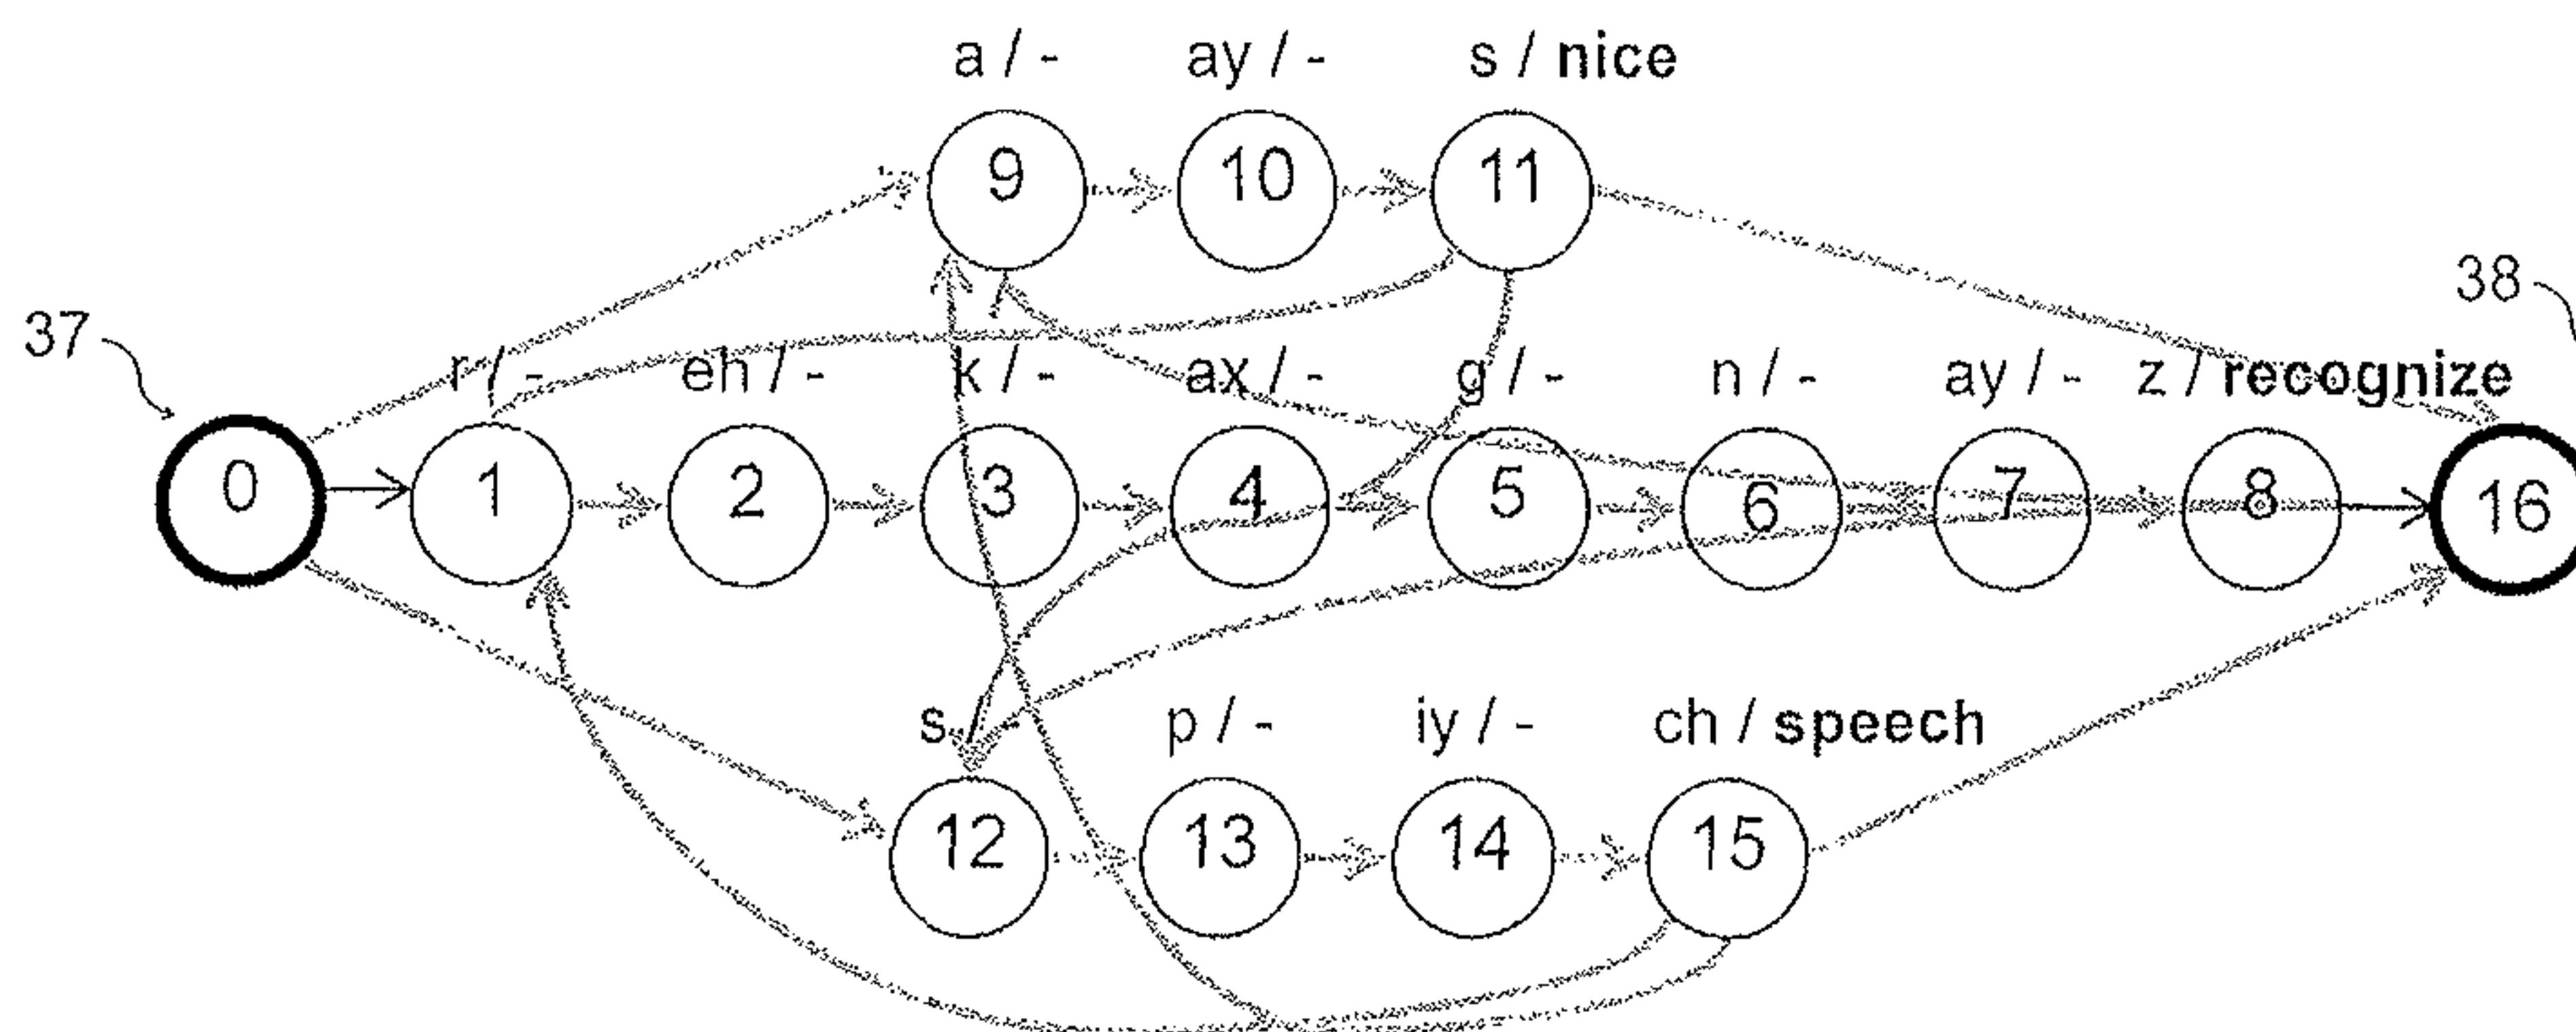 a / - ay / - s / nice
9 10 11
37 38
r / - eh / - k / - ax / - g / - n / - ay / - z / recognize
0 1 2 3 4 5 6 7 8 16
s / - p / - iy / - ch / speech
12 13 14 15